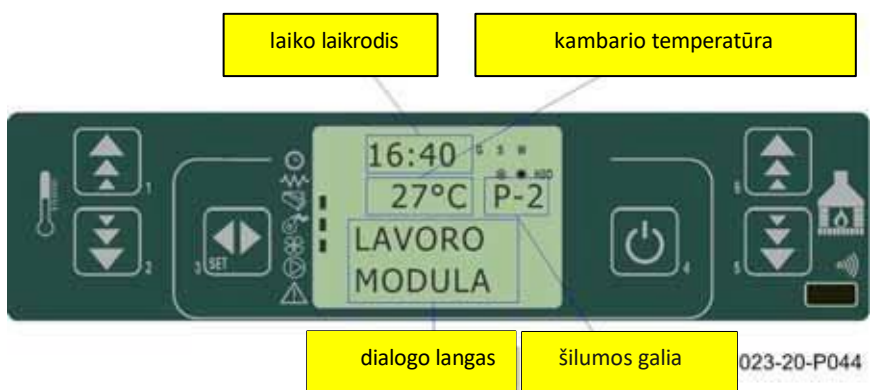 laiko laikrodis
kambario temperatūra
16:40
27°C P-2
LAVORO
MODULA
1
2
3 SET
4
6
5
dialogo langas
šilumos galia
023-20-P044